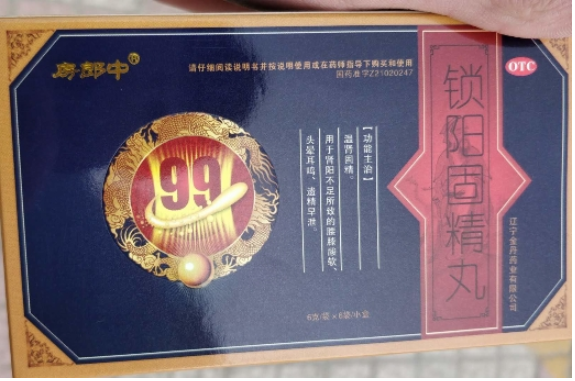 房郎中®
请仔细阅读说明书并按说明使用或在药师指导下购买和使用
国药准字Z21020247
OTC
锁阳固精丸
99
【功能主治】
温肾固精。
用于肾阳不足所致的腰膝酸软、
头晕耳鸣、遗精早泄。
6克/袋×6袋/小盒
辽宁金丹药业有限公司